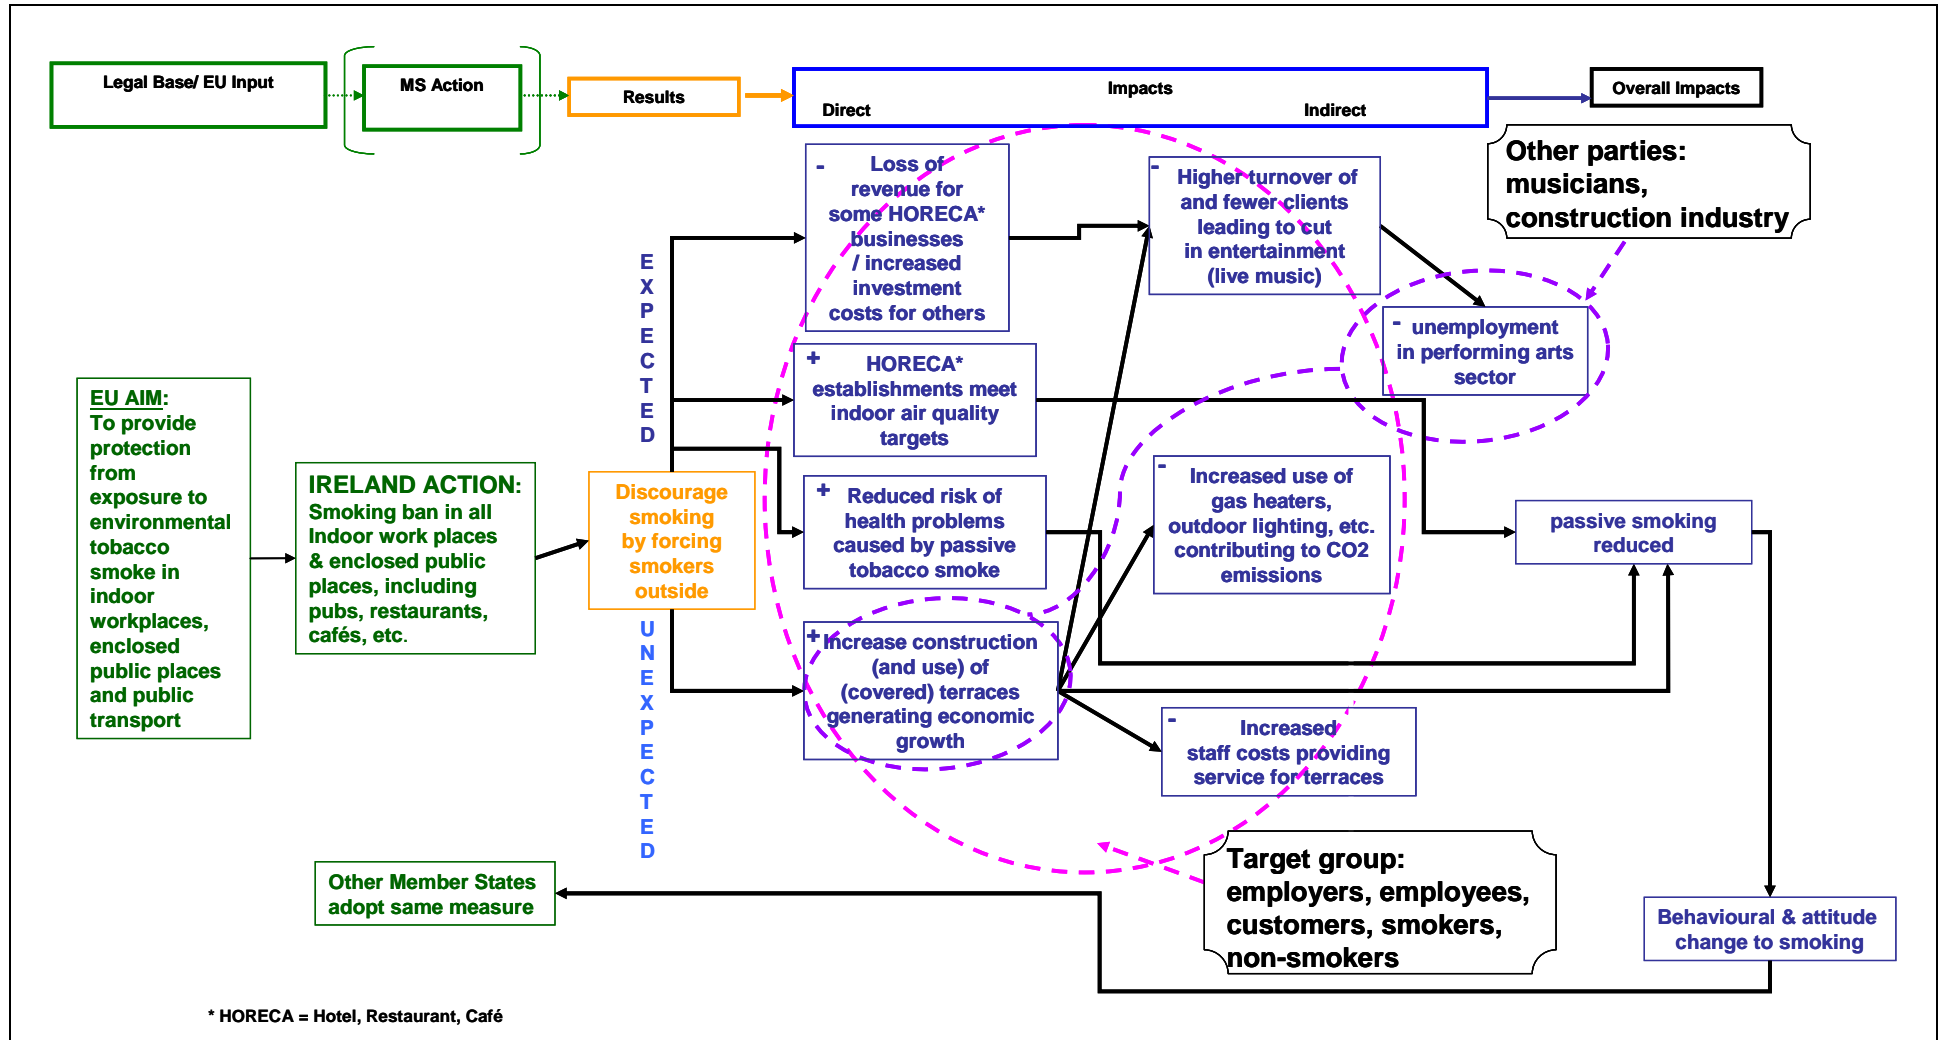 Legal Base/ EU Input
MS Action
Results
Impacts
Direct
Indirect
Overall Impacts
Other parties:
musicians,
construction industry
-
Loss of
revenue for
some HORECA*
businesses
/ increased
investment
costs for others
-
Higher turnover of
and fewer clients
leading to cut
in entertainment
(live music)
EXPECTED
-
unemployment
in performing arts
sector
+
HORECA*
establishments meet
indoor air quality
targets
EU AIM:
To provide
protection
from
exposure to
environmental
tobacco
smoke in
indoor
workplaces,
enclosed
public places
and public
transport
IRELAND ACTION:
Smoking ban in all
Indoor work places
& enclosed public
places, including
pubs, restaurants,
cafés, etc.
Discourage
smoking
by forcing
smokers
outside
+
Reduced risk of
health problems
caused by passive
tobacco smoke
-
Increased use of
gas heaters,
outdoor lighting, etc.
contributing to CO2
emissions
passive smoking
reduced
UNEXPECTED
+
Increase construction
(and use) of
(covered) terraces
generating economic
growth
-
Increased
staff costs providing
service for terraces
Target group:
employers, employees,
customers, smokers,
non-smokers
Other Member States
adopt same measure
Behavioural & attitude
change to smoking
* HORECA = Hotel, Restaurant, Café